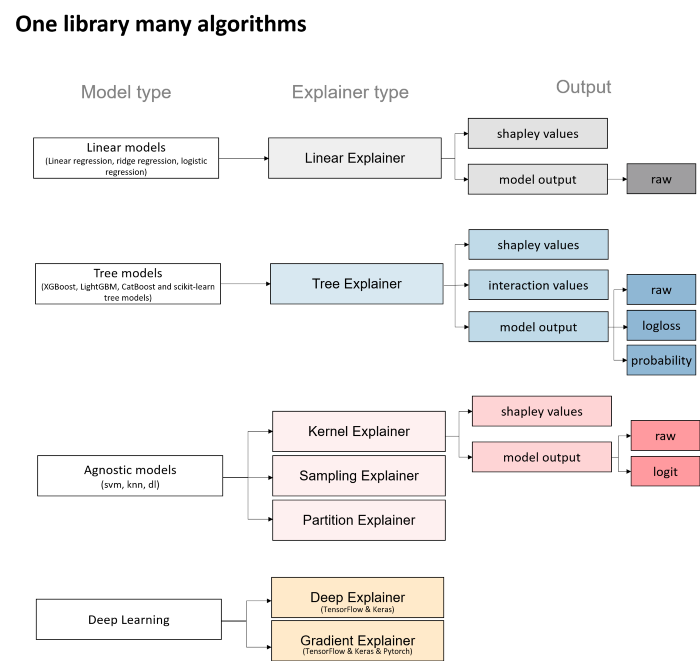 One library many algorithms
Model type
Explainer type
Output
Linear models
(Linear regression, ridge regression, logistic
regression)
Linear Explainer
shapley values
model output
raw
Tree models
(XGBoost, LightGBM, CatBoost and scikit-learn
tree models)
Tree Explainer
shapley values
interaction values
model output
raw
logloss
probability
Agnostic models
(svm, knn, dl)
Kernel Explainer
Sampling Explainer
Partition Explainer
shapley values
model output
raw
logit
Deep Learning
Deep Explainer
(TensorFlow & Keras)
Gradient Explainer
(TensorFlow & Keras & Pytorch)